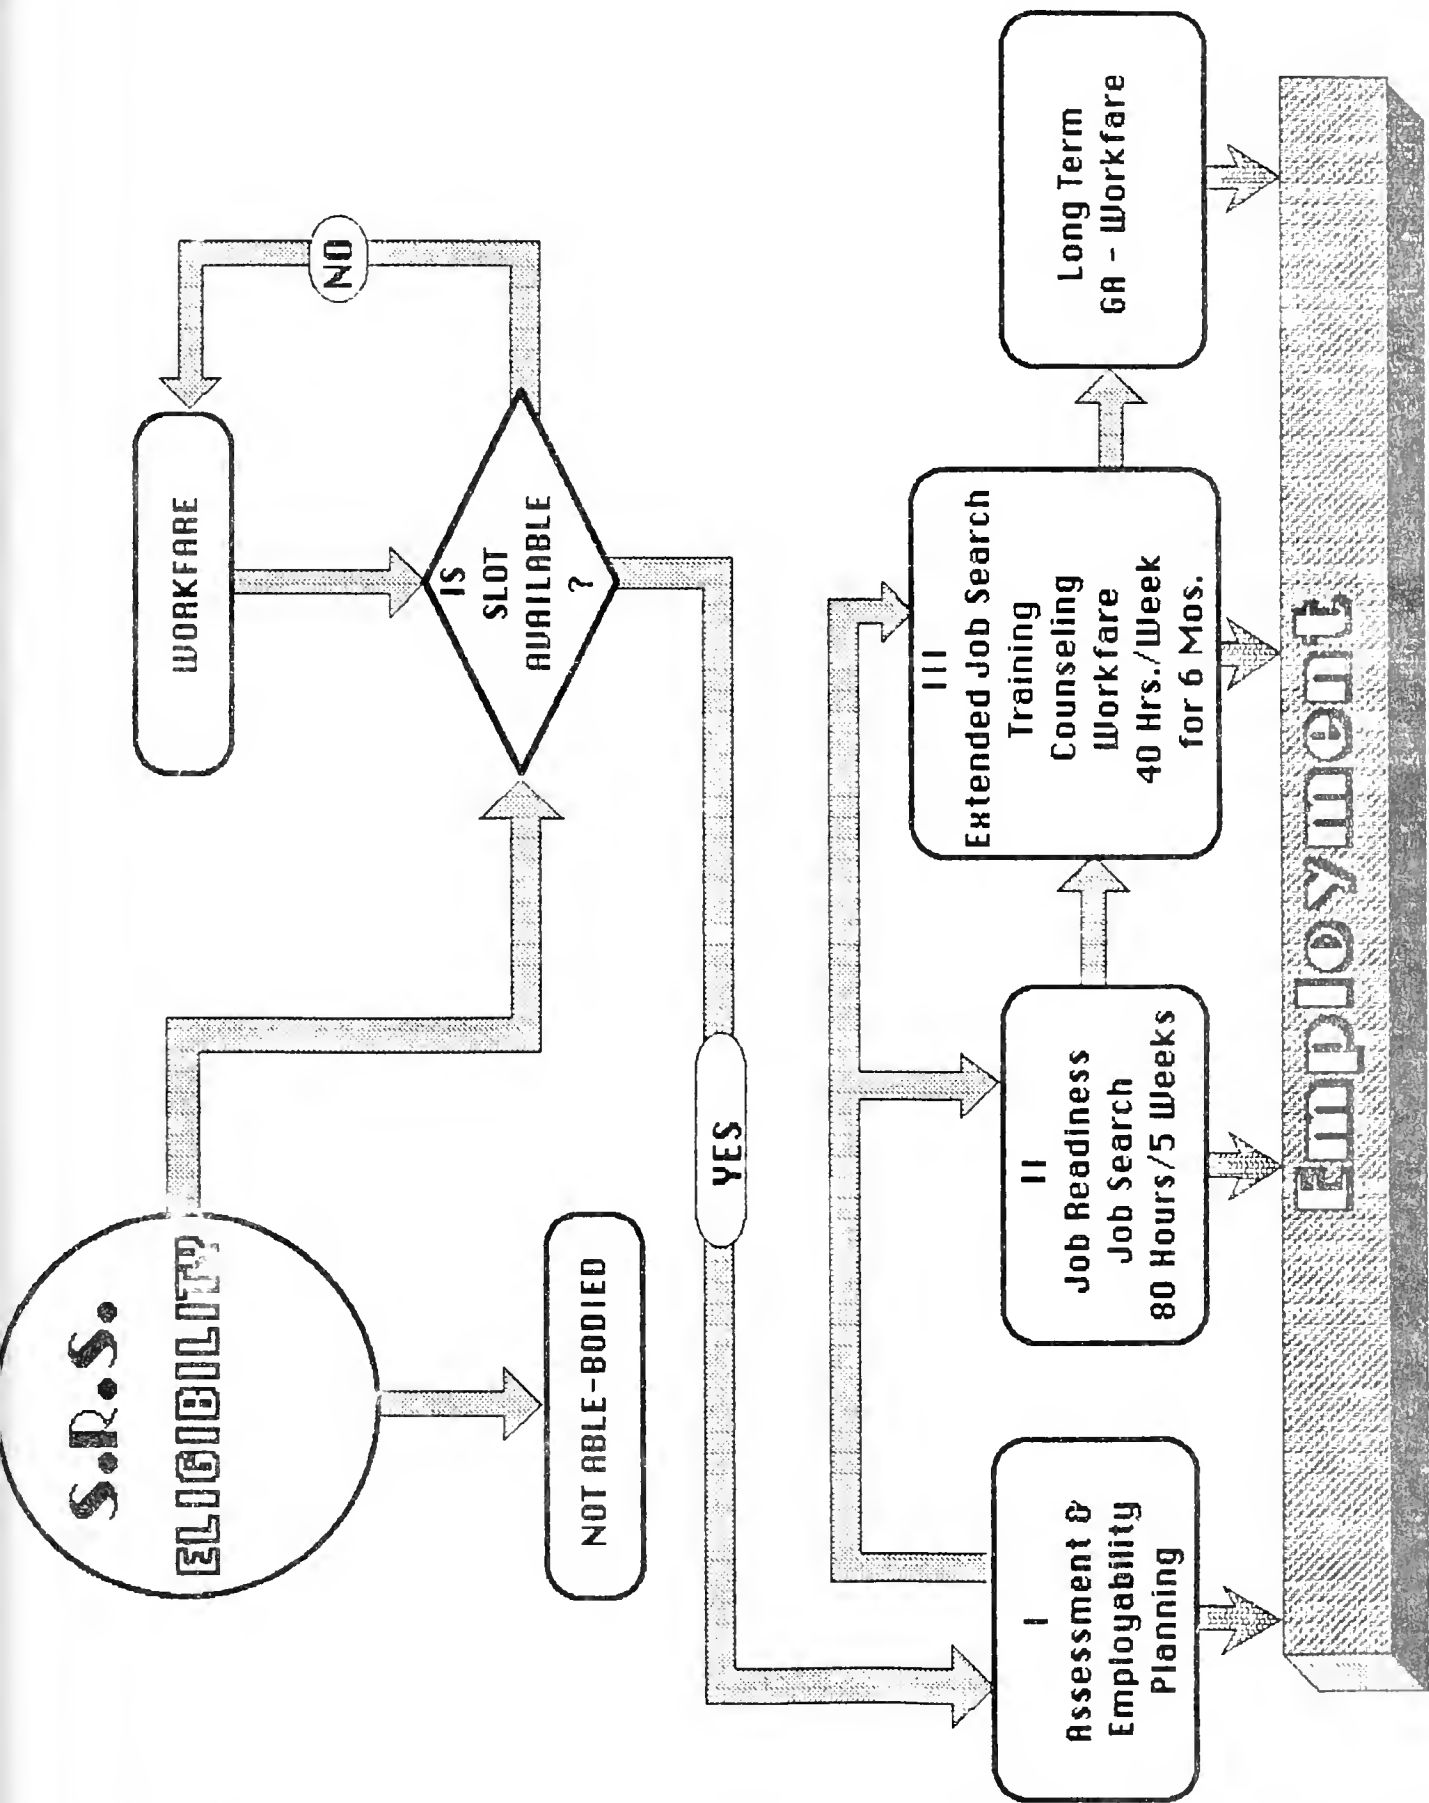 S.R.S.
ELIGIBILITY
NOT ABLE-BODIED
WORKFARE
IS
SLOT
AVAILABLE
?
NO
YES
I
Assessment &
Employability
Planning
II
Job Readiness
Job Search
80 Hours/5 Weeks
III
Extended Job Search
Training
Counseling
Workfare
40 Hrs./Week
for 6 Mos.
Long Term
GA - Workfare
Employment